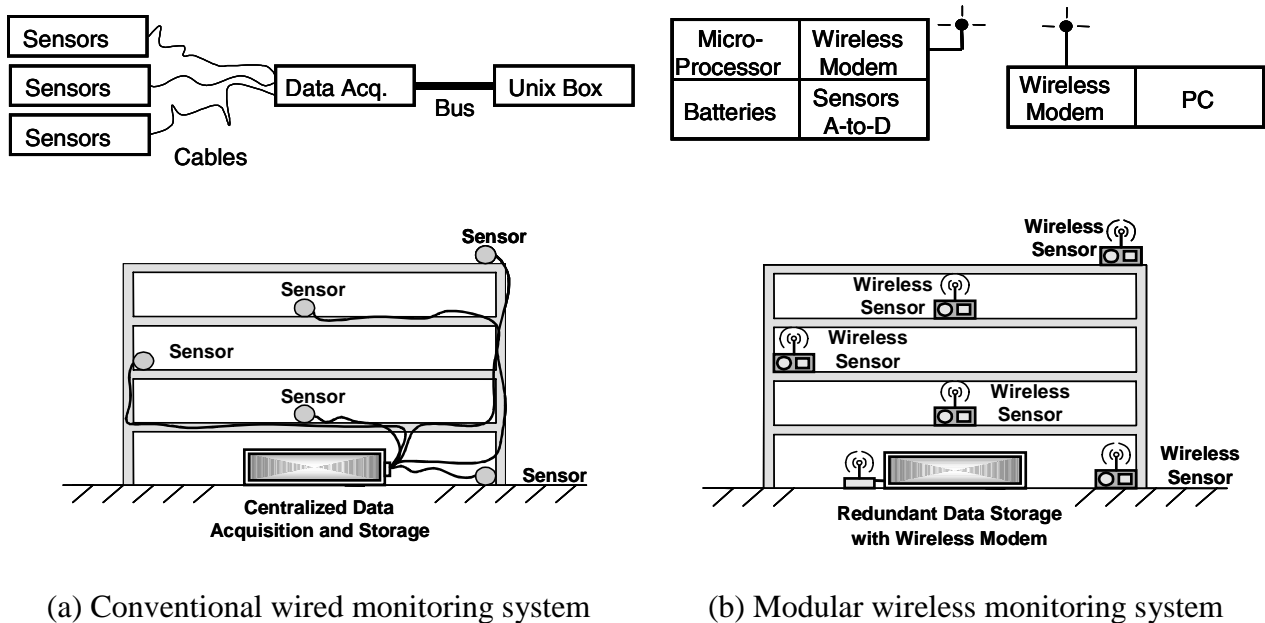 Sensors
Sensors
Sensors
Cables
Data Acq.
Bus
Unix Box
Sensor
Sensor
Sensor
Sensor
Sensor
Centralized Data
Acquisition and Storage
(a) Conventional wired monitoring system
Micro-
Processor
Wireless
Modem
Batteries
Sensors
A-to-D
Wireless
Modem
PC
Wireless
Sensor
Wireless
Sensor
Wireless
Sensor
Wireless
Sensor
Wireless
Sensor
Redundant Data Storage
with Wireless Modem
(b) Modular wireless monitoring system